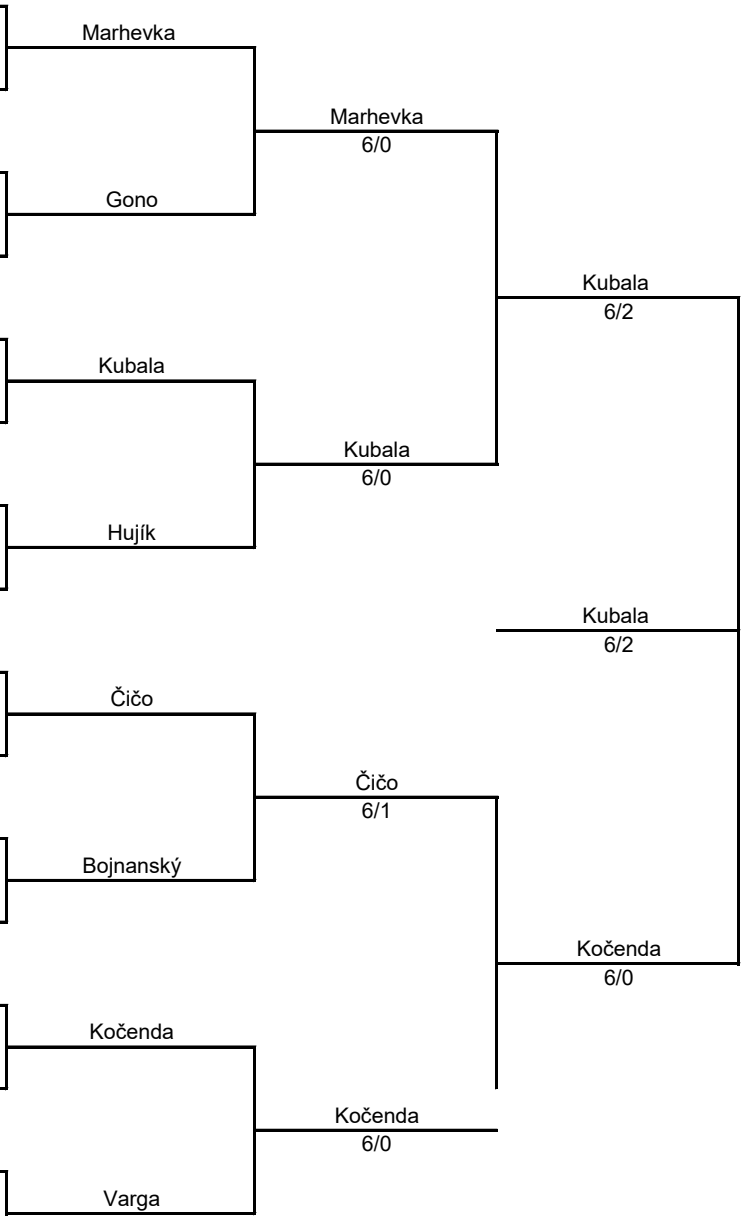 Marhevka
Marhevka
6/0
Gono
Kubala
6/2
Kubala
Kubala
6/0
Hujík
Kubala
6/2
Čičo
Čičo
6/1
Bojnanský
Kočenda
6/0
Kočenda
Kočenda
6/0
Varga